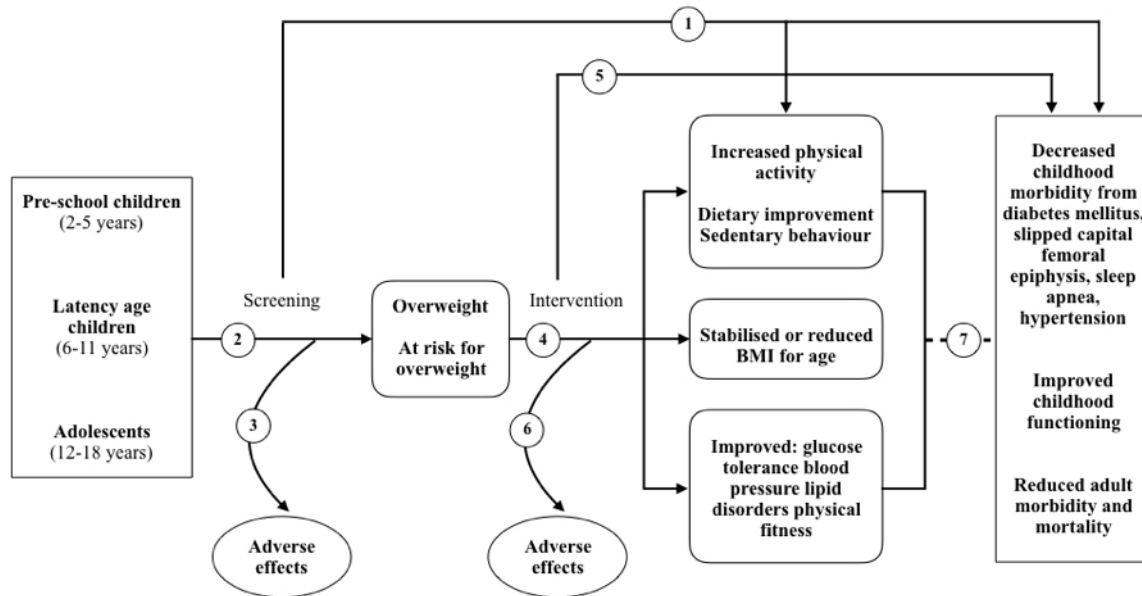 1
5
Pre-school children
(2-5 years)
Latency age
children
(6-11 years)
Adolescents
(12-18 years)
Screening
2
3
Adverse
effects
Overweight
At risk for
overweight
Intervention
4
6
Adverse
effects
Increased physical
activity
Dietary improvement
Sedentary behaviour
Stabilised or reduced
BMI for age
Improved: glucose
tolerance blood
pressure lipid
disorders physical
fitness
7
Decreased
childhood
morbidity from
diabetes mellitus,
slipped capital
femoral
epiphysis, sleep
apnea,
hypertension
Improved
childhood
functioning
Reduced adult
morbidity and
mortality